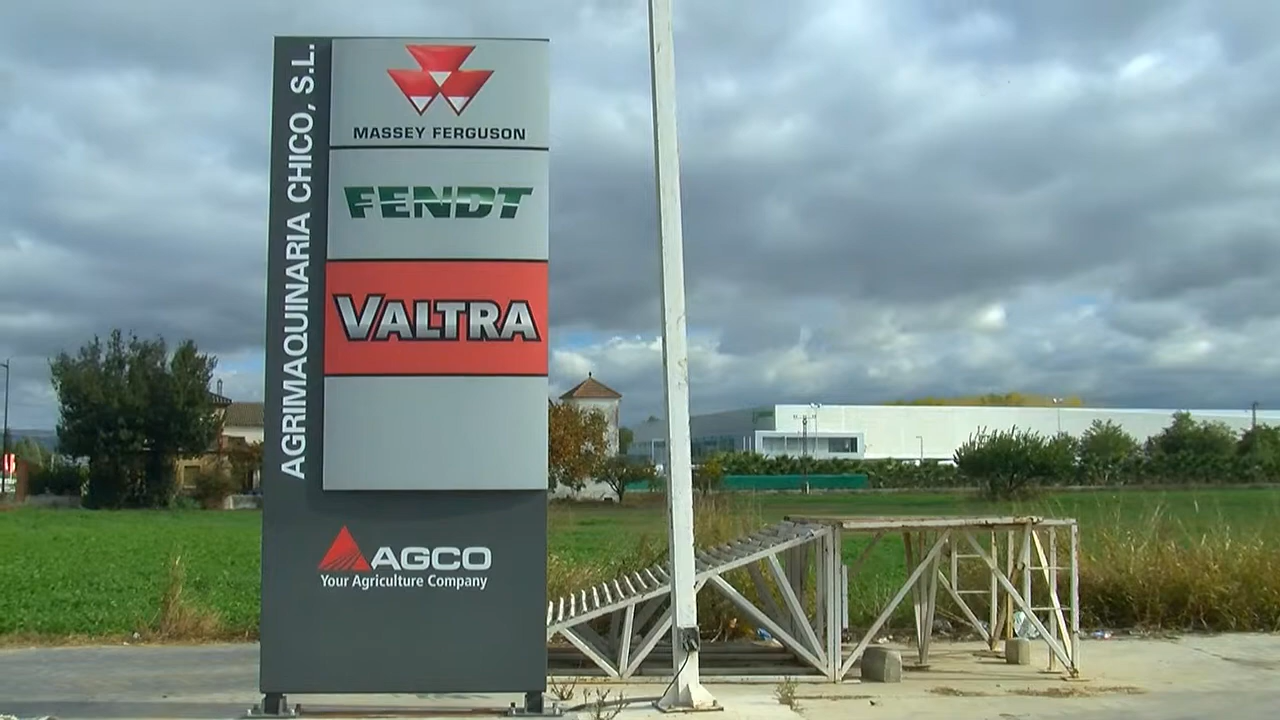 AGRIMAQUINARIA CHICO, S.L.
MASSEY FERGUSON
FENDT
VALTRA
AGCO
Your Agriculture Company